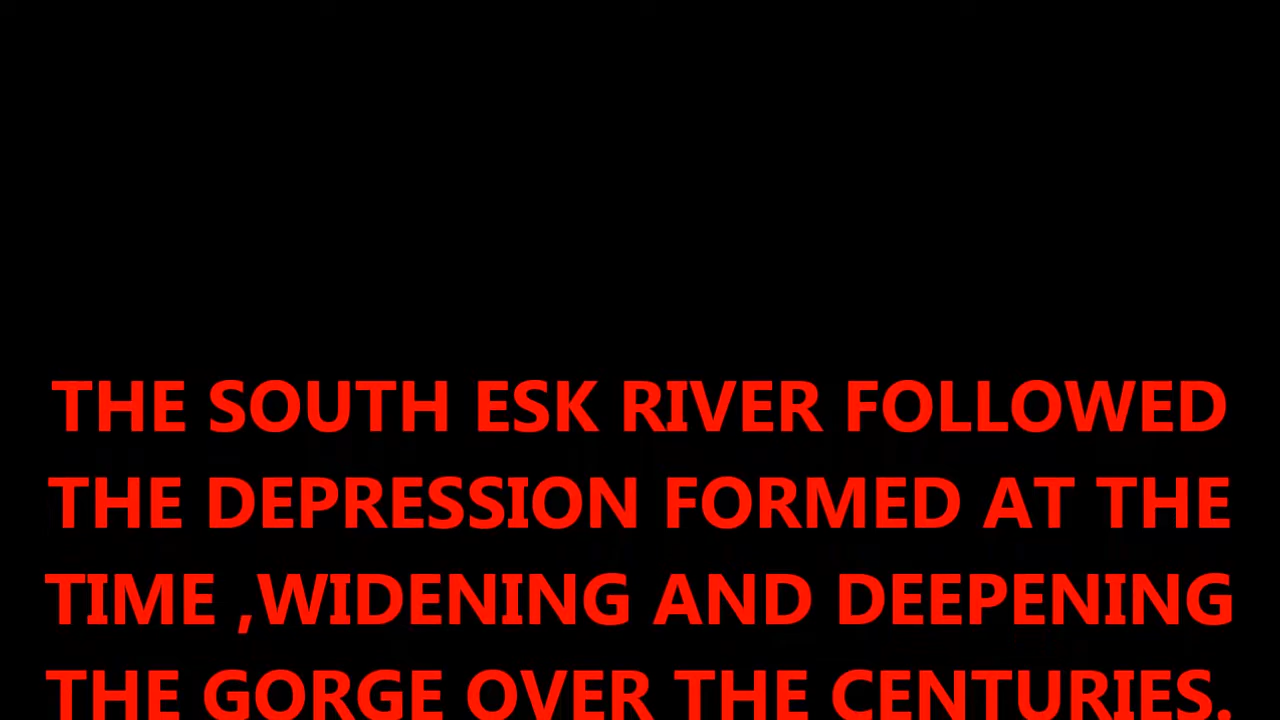 THE SOUTH ESK RIVER FOLLOWED
THE DEPRESSION FORMED AT THE
TIME ,WIDENING AND DEEPENING
THE GORGE OVER THE CENTURIES.